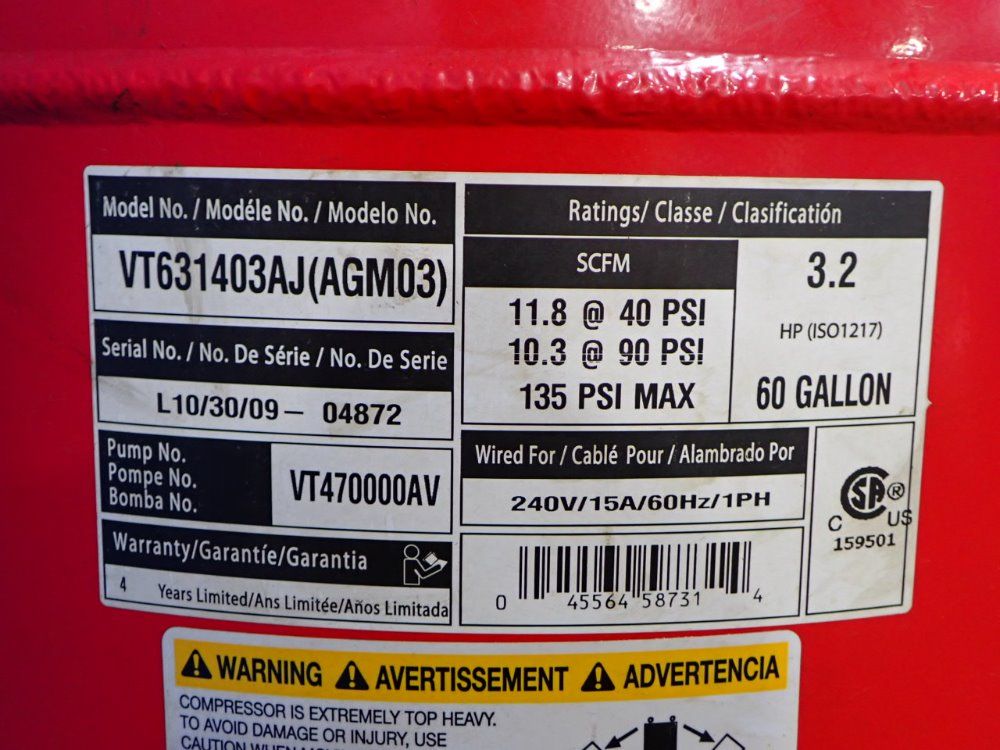 Model No. / Modéle No. / Modelo No.
VT631403AJ(AGM03)
Serial No. / No. De Série / No. De Serie
L10/30/09 – 04872
Pump No.
Pompe No.
Bomba No.
VT470000AV
Warranty/Garantíe/Garantia
4 Years Limited/Ans Limitée/Años Limitada
Ratings/ Classe / Clasificatión
SCFM
11.8 @ 40 PSI
10.3 @ 90 PSI
135 PSI MAX
3.2
HP (ISO1217)
60 GALLON
Wired For / Cablé Pour / Alambrado Por
240V/15A/60Hz/1PH
0 45564 58731 4
SA ®
C US
159501
WARNING AVERTISSEMENT ADVERTENCIA
COMPRESSOR IS EXTREMELY TOP HEAVY.
TO AVOID DAMAGE OR INJURY, USE
CAUTION WHEN